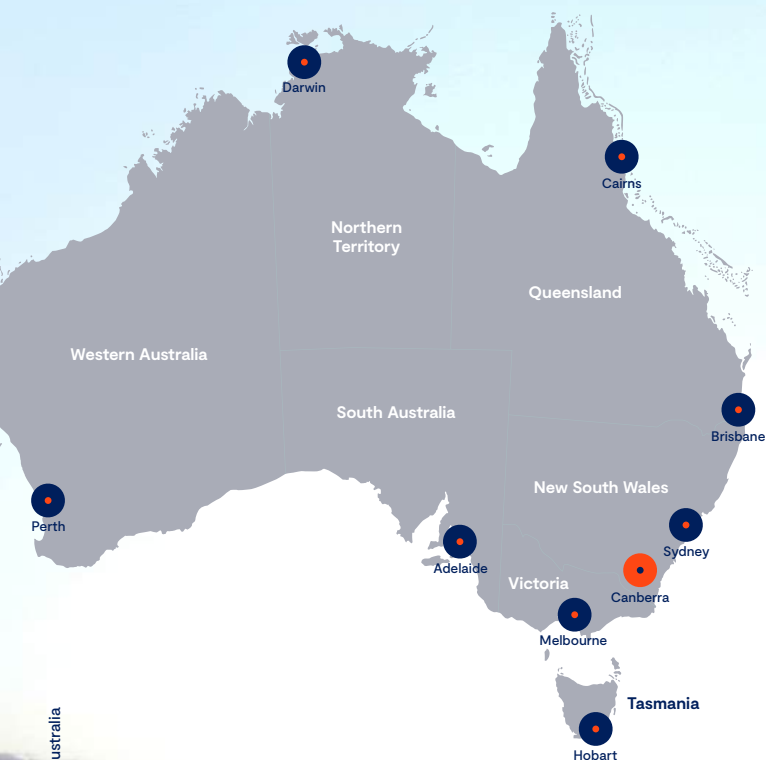 Darwin
Cairns
Northern
Territory
Queensland
Western Australia
South Australia
Brisbane
New South Wales
Perth
Sydney
Adelaide
Victoria
Canberra
Melbourne
Tasmania
ustralia
Hobart